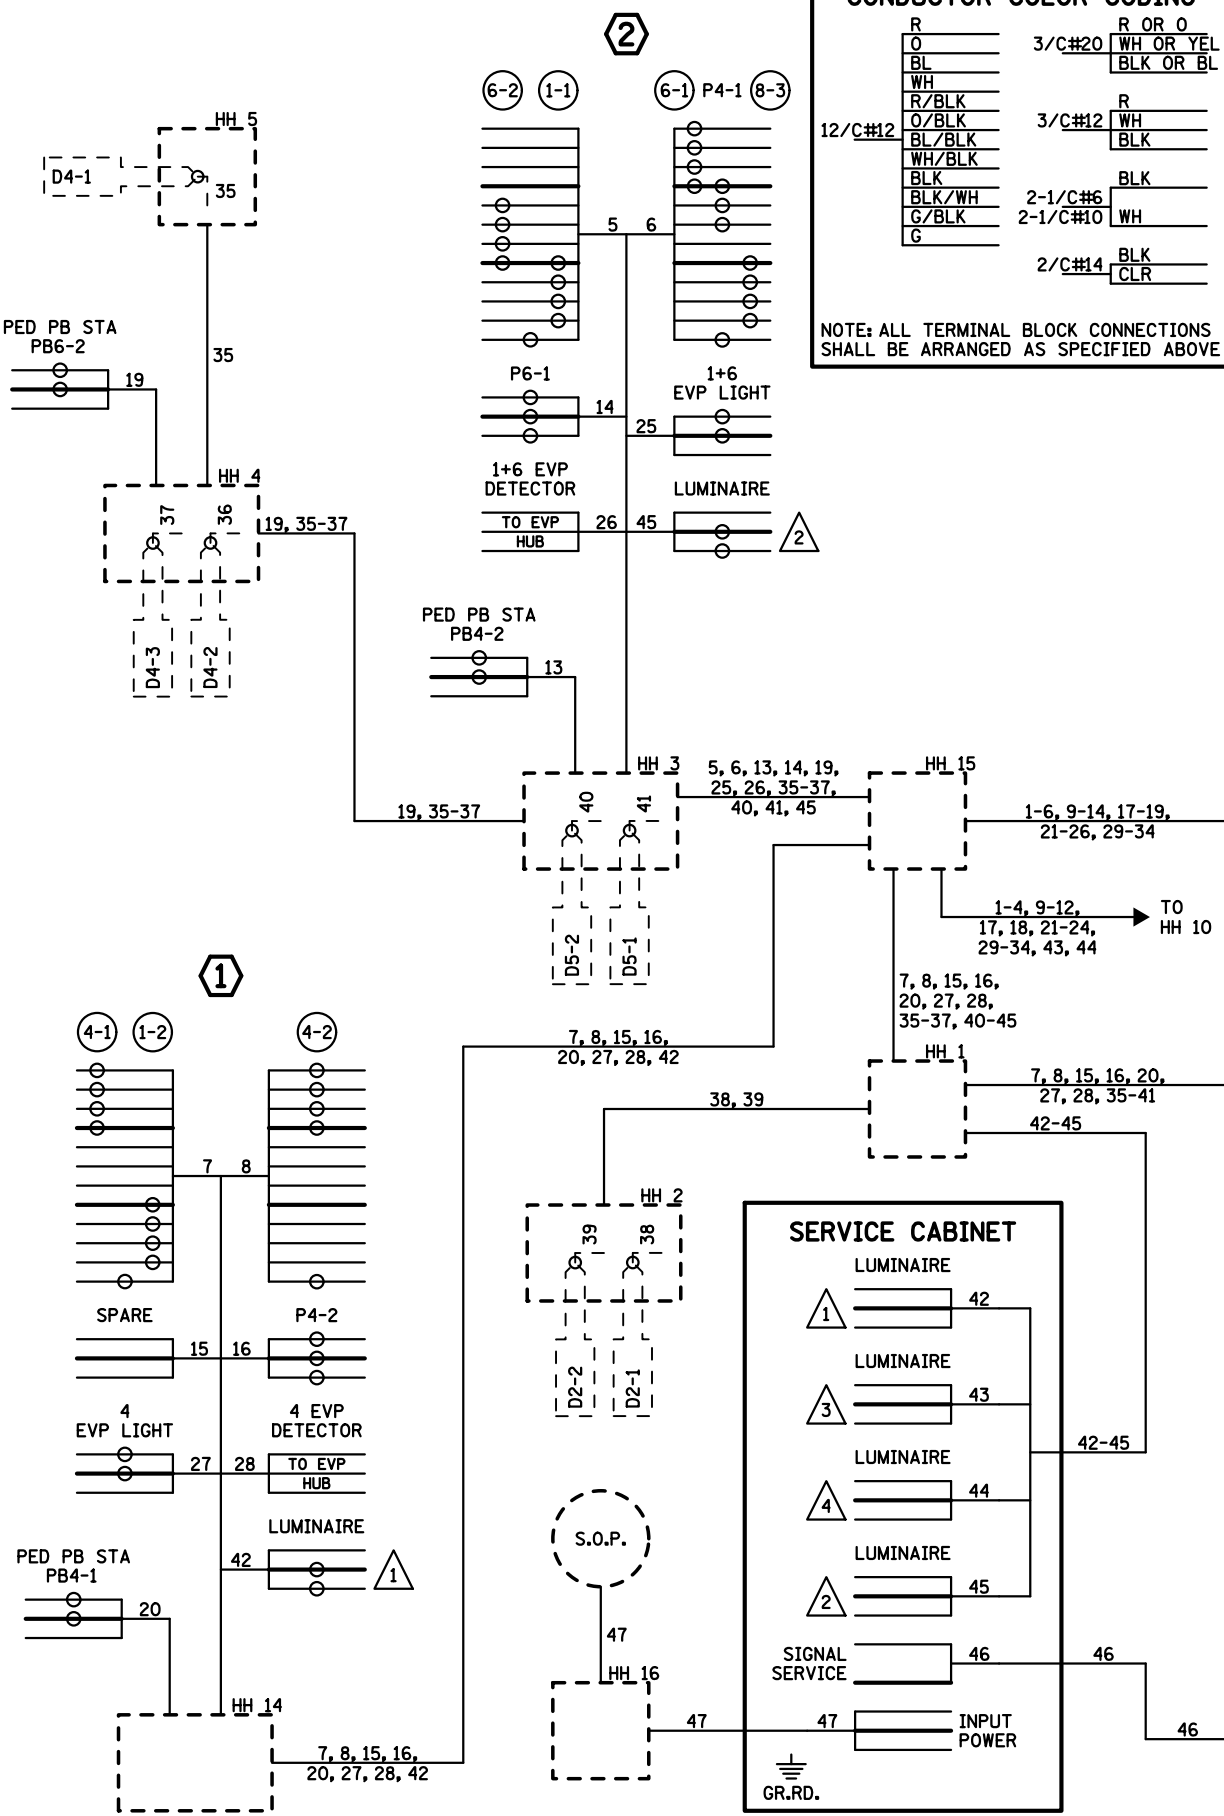 CONDUCTOR COLOR CODING
R
O
BL
WH
R/BLK
O/BLK
12/C#12
BL/BLK
WH/BLK
BLK
BLK/WH
G/BLK
G
R OR O
3/C#20 WH OR YEL
BLK OR BL
R
3/C#12 WH
BLK
BLK
2-1/C#6
2-1/C#10 WH
BLK
2/C#14 CLR
NOTE: ALL TERMINAL BLOCK CONNECTIONS
SHALL BE ARRANGED AS SPECIFIED ABOVE
2
6-2 1-1 6-1 P4-1 8-3
5 6
P6-1
14
1+6
EVP LIGHT
25
1+6 EVP
DETECTOR
TO EVP
HUB
26 45
LUMINAIRE
2
HH 5
D4-1
35
35
PED PB STA
PB6-2
19
HH 4
37 36
19, 35-37
D4-3 D4-2
PED PB STA
PB4-2
13
HH 3
40 41
19, 35-37
D5-2 D5-1
5, 6, 13, 14, 19,
25, 26, 35-37,
40, 41, 45
HH 15
1-6, 9-14, 17-19,
21-26, 29-34
1-4, 9-12,
17, 18, 21-24,
29-34, 43, 44
TO
HH 10
7, 8, 15, 16,
20, 27, 28,
35-37, 40-45
HH 1
7, 8, 15, 16,
20, 27, 28, 42
38, 39
7, 8, 15, 16, 20,
27, 28, 35-41
42-45
1
4-1 1-2 4-2
7 8
SPARE
15 16
P4-2
4
EVP LIGHT
27 28
4 EVP
DETECTOR
TO EVP
HUB
LUMINAIRE
42
1
PED PB STA
PB4-1
20
HH 14
7, 8, 15, 16,
20, 27, 28, 42
HH 2
39 38
D2-2 D2-1
S.O.P.
47
HH 16
47
SERVICE CABINET
LUMINAIRE
1
42
LUMINAIRE
3
43
LUMINAIRE
4
44
LUMINAIRE
2
45
42-45
SIGNAL
SERVICE
46 46
46
47
INPUT
POWER
GR.RD.